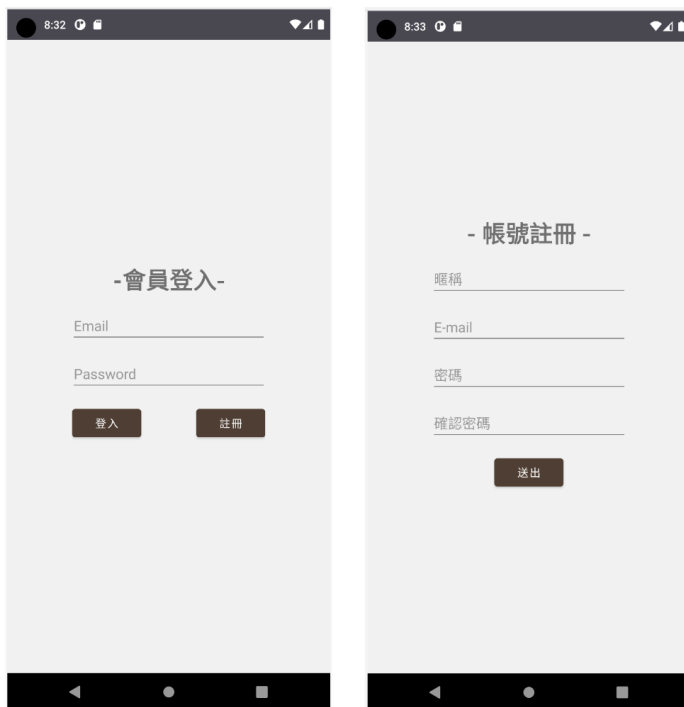 8:32
-會員登入-
Email
Password
登入 註冊
8:33
- 帳號註冊 -
暱稱
E-mail
密碼
確認密碼
送出